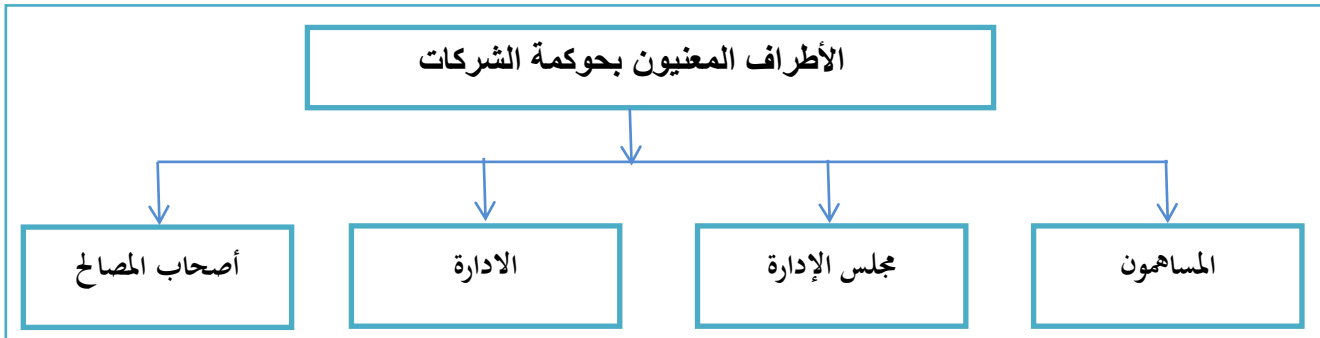 الأطراف المعنيون بحوكمة الشركات
المساهمون
مجلس الإدارة
الادارة
أصحاب المصالح